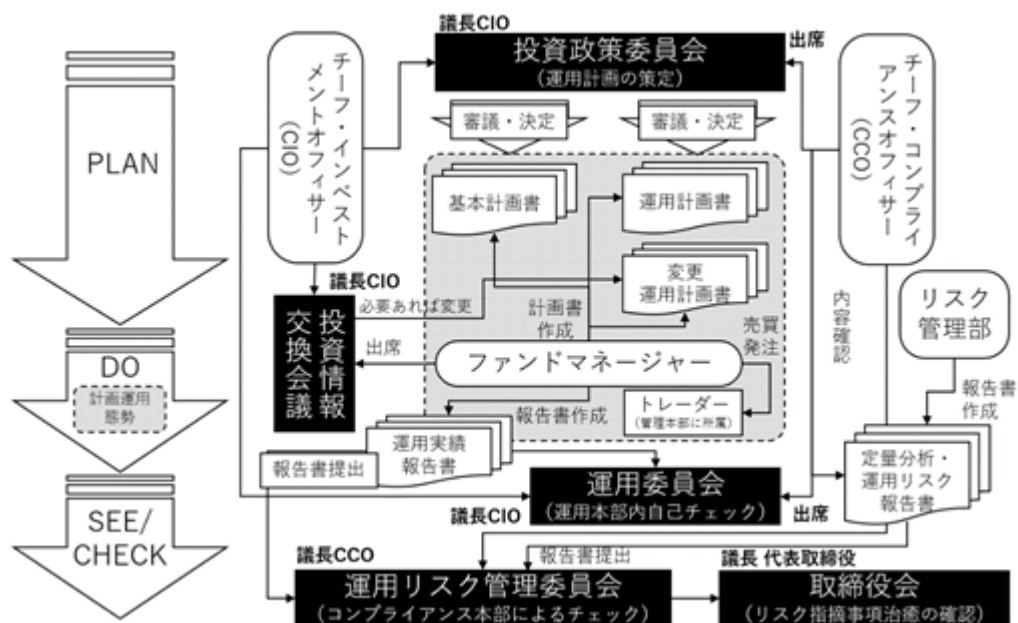 議長CIO
投資政策委員会
(運用計画の策定)
出席
チーフ・インベスト
メントオフィサー
(CIO)
チーフ・コンプライ
アンスオフィサー
(CCO)
審議・決定
審議・決定
PLAN
基本計画書
運用計画書
変更
運用計画書
議長CIO
必要あれば変更
計画書
作成
売買
発注
内容確認
リスク
管理部
投資情報
交換会議
出席
ファンドマネージャー
DO
計画運用
態勢
報告書作成
トレーダー
(管理本部に所属)
報告書
作成
運用実績
報告書
報告書提出
定量分析・
運用リスク
報告書
運用委員会
(運用本部内自己チェック)
議長CIO
出席
SEE/
CHECK
議長CCO
報告書提出
議長 代表取締役
運用リスク管理委員会
(コンプライアンス本部によるチェック)
取締役会
(リスク指摘事項治癒の確認)